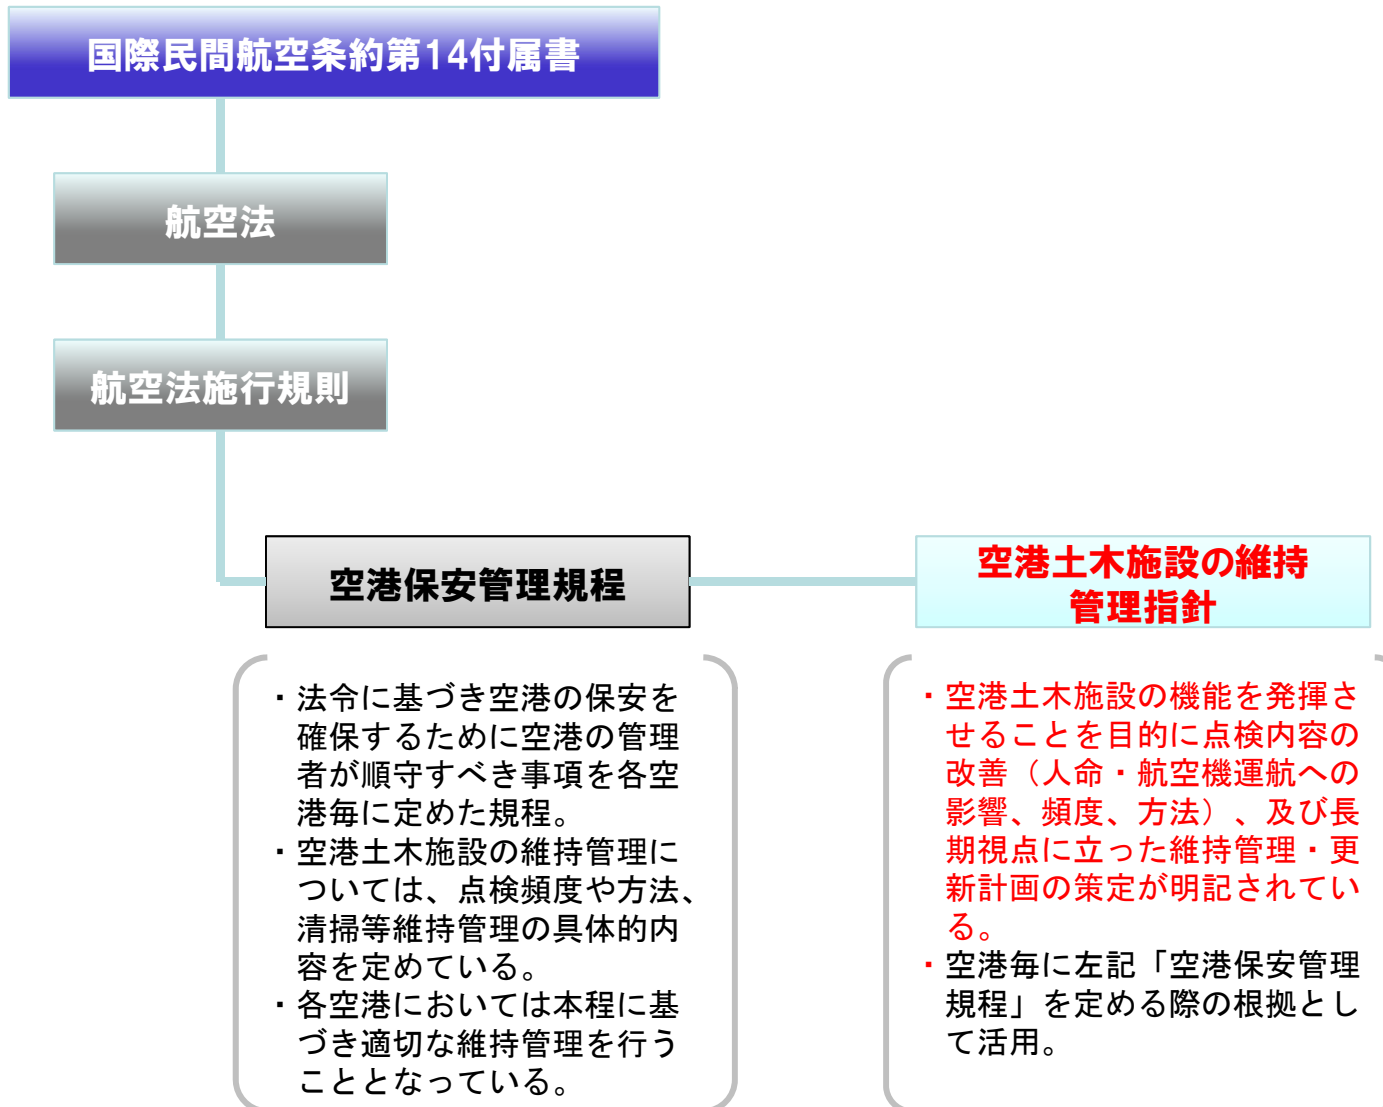 国際民間航空条約第14付属書
航空法
航空法施行規則
空港保安管理規程
・法令に基づき空港の保安を
確保するために空港の管理
者が順守すべき事項を各空
港毎に定めた規程。
・空港土木施設の維持管理に
ついては、点検頻度や方法、
清掃等維持管理の具体的内
容を定めている。
・各空港においては本程に基
づき適切な維持管理を行う
こととなっている。
空港土木施設の維持
管理指針
・空港土木施設の機能を発揮さ
せることを目的に点検内容の
改善（人命・航空機運航への
影響、頻度、方法）、及び長
期視点に立った維持管理・更
新計画の策定が明記されてい
る。
・空港毎に左記「空港保安管理
規程」を定める際の根拠とし
て活用。